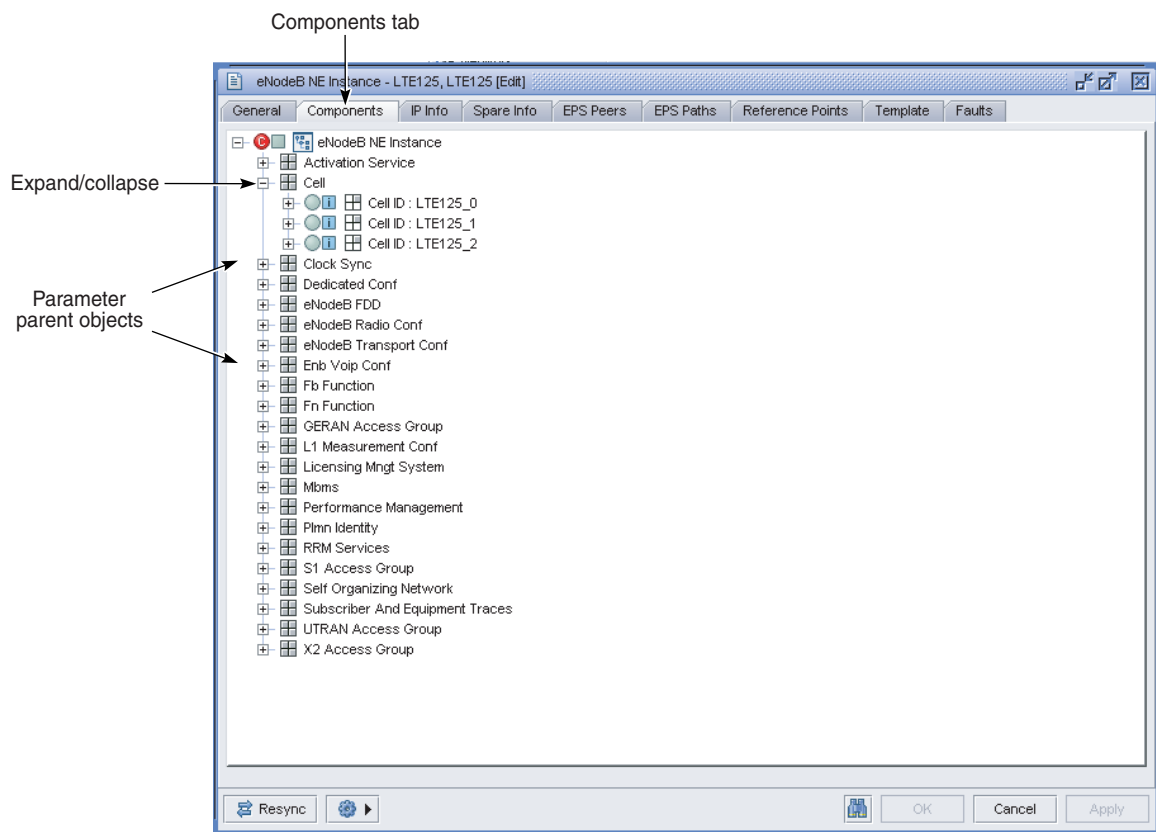 Components tab
eNodeB NE Instance - LTE125, LTE125 [Edit]
General Components IP Info Spare Info EPS Peers EPS Paths Reference Points Template Faults
C eNodeB NE Instance
Activation Service
Expand/collapse
Cell
i Cell ID : LTE125_0
i Cell ID : LTE125_1
i Cell ID : LTE125_2
Clock Sync
Dedicated Conf
Parameter
parent objects
eNodeB FDD
eNodeB Radio Conf
eNodeB Transport Conf
Enb Voip Conf
Fb Function
Fn Function
GERAN Access Group
L1 Measurement Conf
Licensing Mngt System
Mbms
Performance Management
Plmn Identity
RRM Services
S1 Access Group
Self Organizing Network
Subscriber And Equipment Traces
UTRAN Access Group
X2 Access Group
Resync OK Cancel Apply